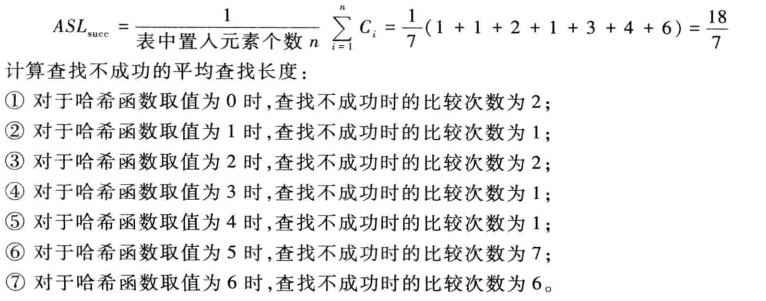 ASL_succ = 1/表中置入元素个数 n ∑_{i=1}^{n} C_i = 1/7(1 + 1 + 2 + 1 + 3 + 4 + 6) = 18/7
计算查找不成功的平均查找长度:
① 对于哈希函数取值为 0 时,查找不成功时的比较次数为 2;
② 对于哈希函数取值为 1 时,查找不成功时的比较次数为 1;
③ 对于哈希函数取值为 2 时,查找不成功时的比较次数为 2;
④ 对于哈希函数取值为 3 时,查找不成功时的比较次数为 1;
⑤ 对于哈希函数取值为 4 时,查找不成功时的比较次数为 1;
⑥ 对于哈希函数取值为 5 时,查找不成功时的比较次数为 7;
⑦ 对于哈希函数取值为 6 时,查找不成功时的比较次数为 6。